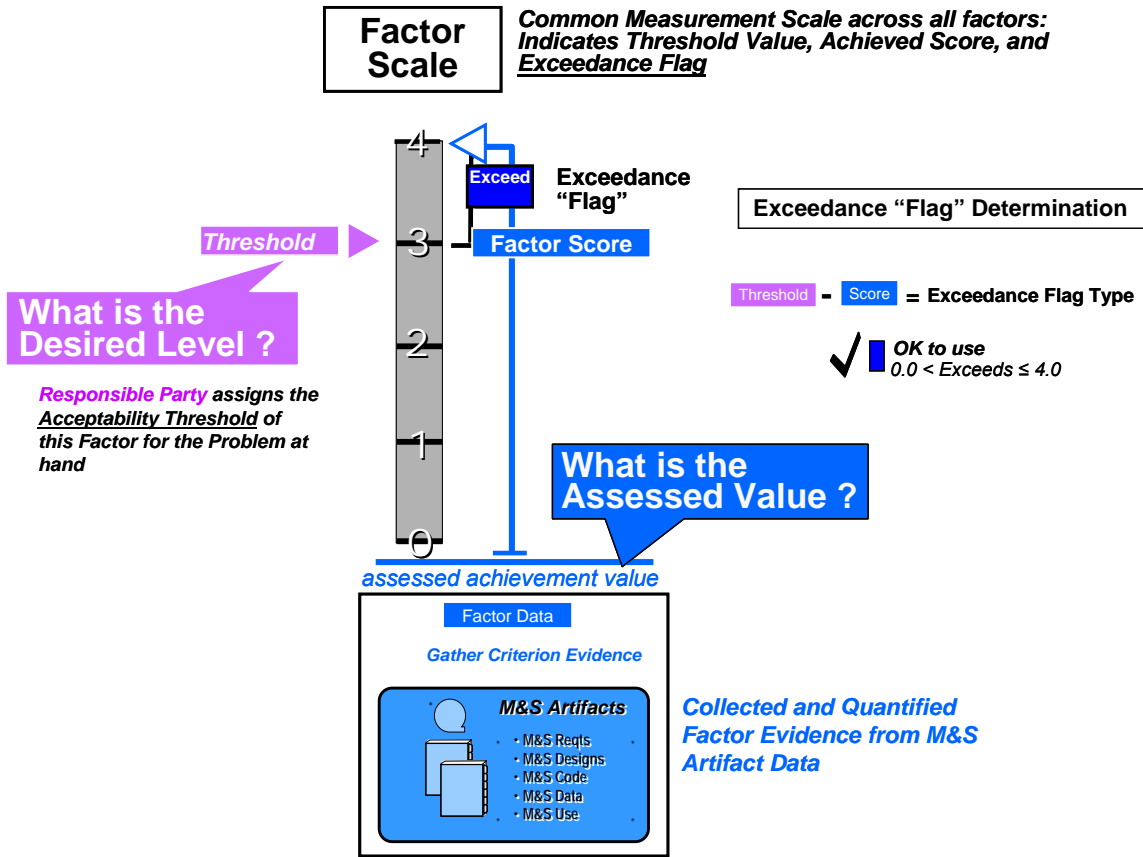 Factor
Scale
Common Measurement Scale across all factors:
Indicates Threshold Value, Achieved Score, and
Exceedance Flag
4
Exceed
Exceedance
“Flag”
Exceedance “Flag” Determination
Threshold
3
Factor Score
Threshold - Score = Exceedance Flag Type
What is the
Desired Level ?
2
OK to use
0.0 < Exceeds ≤ 4.0
Responsible Party assigns the
Acceptability Threshold of
this Factor for the Problem at
hand
1
What is the
Assessed Value ?
0
assessed achievement value
Factor Data
Gather Criterion Evidence
M&S Artifacts
• M&S Reqts
• M&S Designs
• M&S Code
• M&S Data
• M&S Use
Collected and Quantified
Factor Evidence from M&S
Artifact Data